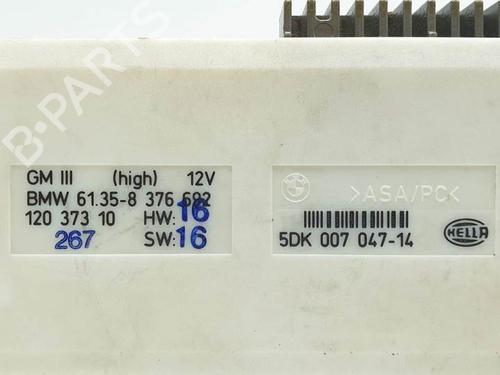 B-PARTS
GM III (high) 12V
BMW 61.35-8 376 692
120 373 10 HW: 16
267 SW: 16
>ASA/PC<
5DK 007 047-14
HELLA